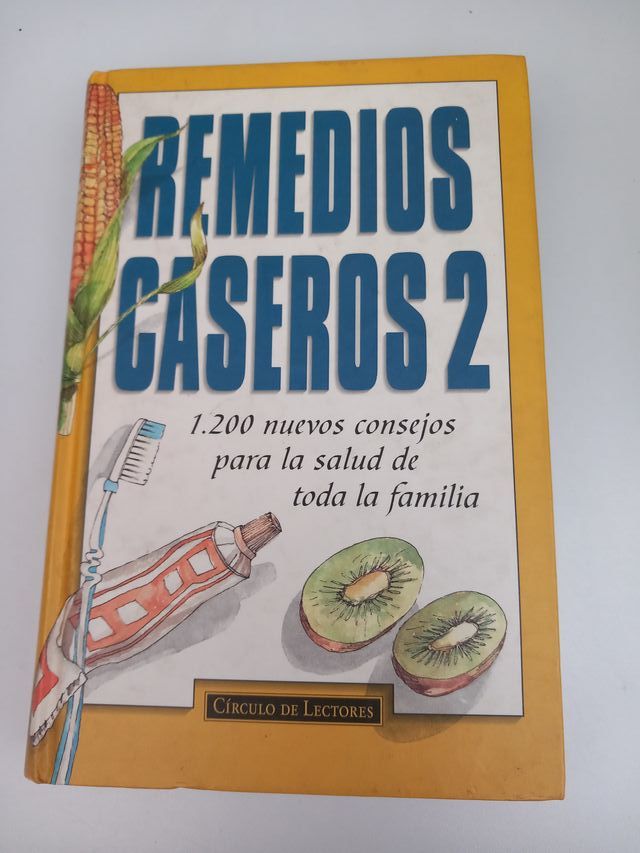 REMEDIOS
CASEROS 2
1.200 nuevos consejos
para la salud de
toda la familia
CÍRCULO DE LECTORES